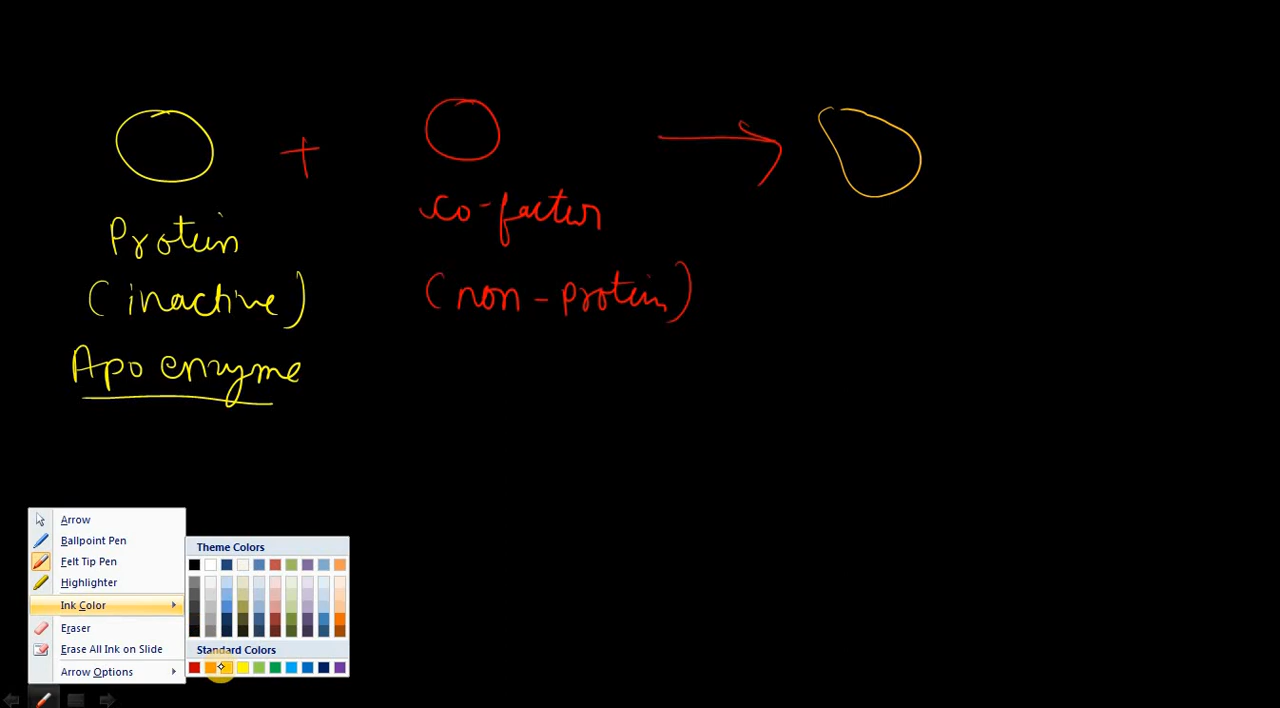 +
Protein
(inactive)
Apo enzyme
co-factor
(non-protein)
Arrow
Ballpoint Pen
Felt Tip Pen
Highlighter
Ink Color
Eraser
Erase All Ink on Slide
Arrow Options
Theme Colors
Standard Colors